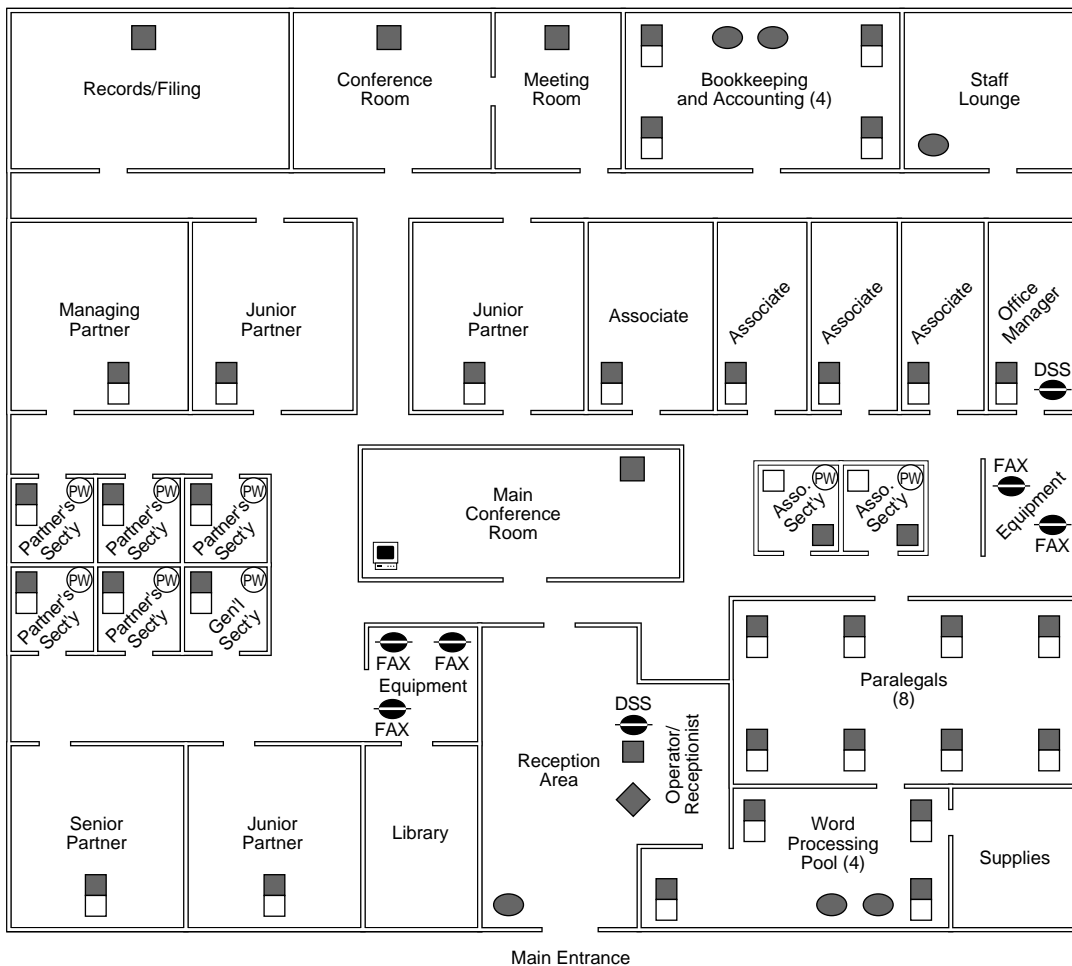 Records/Filing
Conference
Room
Meeting
Room
Bookkeeping
and Accounting (4)
Staff
Lounge
Managing
Partner
Junior
Partner
Junior
Partner
Associate
Associate
Associate
Associate
Office
Manager
DSS
PW
Partner's
Sect'y
PW
Partner's
Sect'y
PW
Partner's
Sect'y
Main
Conference
Room
PW
Asso.
Sect'y
PW
Asso.
Sect'y
FAX
Equipment
FAX
PW
Partner's
Sect'y
PW
Partner's
Sect'y
PW
Gen'l
Sect'y
FAX
FAX
Equipment
FAX
DSS
Reception
Area
Operator/
Receptionist
Paralegals
(8)
Senior
Partner
Junior
Partner
Library
Word
Processing
Pool (4)
Supplies
Main Entrance